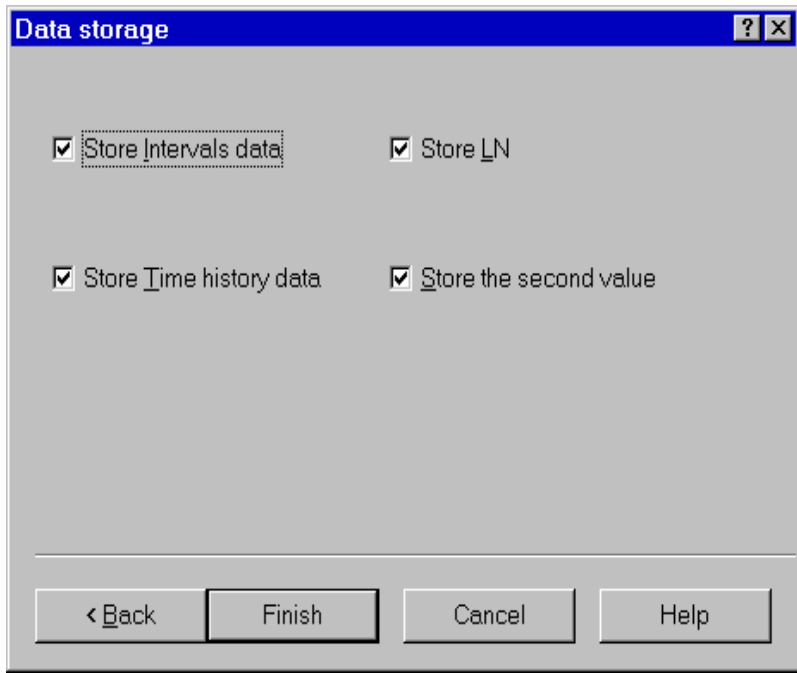 Data storage
Store Intervals data
Store LN
Store Time history data
Store the second value
< Back
Finish
Cancel
Help